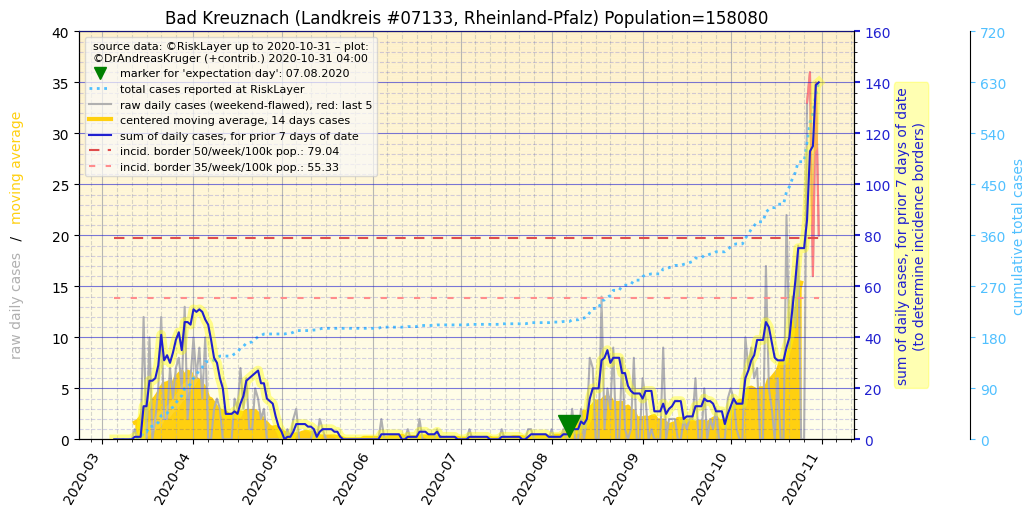 Bad Kreuznach (Landkreis #07133, Rheinland-Pfalz) Population=158080
source data: ©RiskLayer up to 2020-10-31 – plot:
©DrAndreasKruger (+contrib.) 2020-10-31 04:00
marker for 'expectation day': 07.08.2020
total cases reported at RiskLayer
raw daily cases (weekend-flawed), red: last 5
centered moving average, 14 days cases
sum of daily cases, for prior 7 days of date
incid. border 50/week/100k pop.: 79.04
incid. border 35/week/100k pop.: 55.33
raw daily cases / moving average
40
35
30
25
20
15
10
5
0
2020-03
2020-04
2020-05
2020-06
2020-07
2020-08
2020-09
2020-10
2020-11
160
140
120
100
80
60
40
20
0
sum of daily cases, for prior 7 days of date
(to determine incidence borders)
720
630
540
450
360
270
180
90
0
cumulative total cases